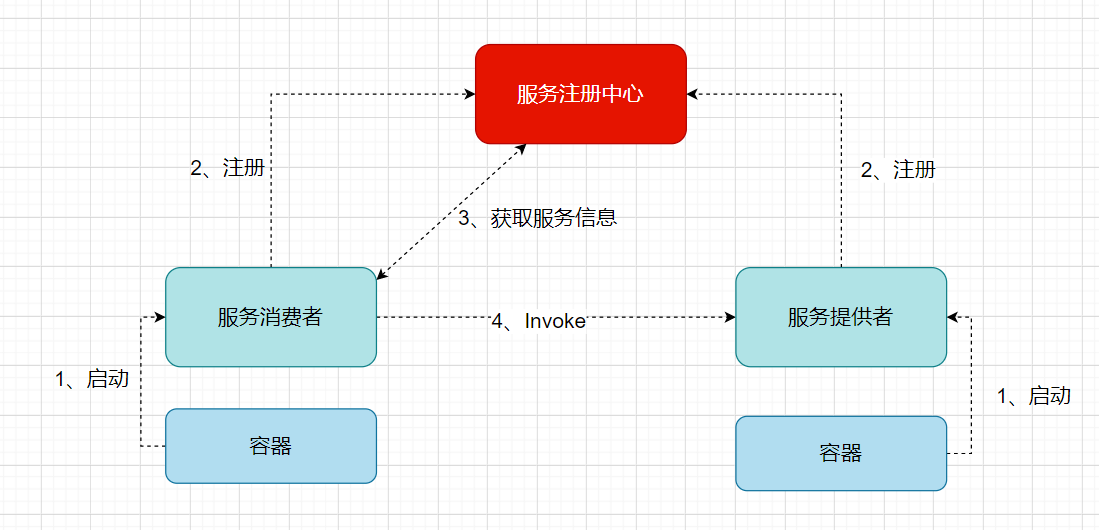 服务注册中心
2、注册
2、注册
3、获取服务信息
服务消费者
4、Invoke
服务提供者
1、启动
1、启动
容器
容器